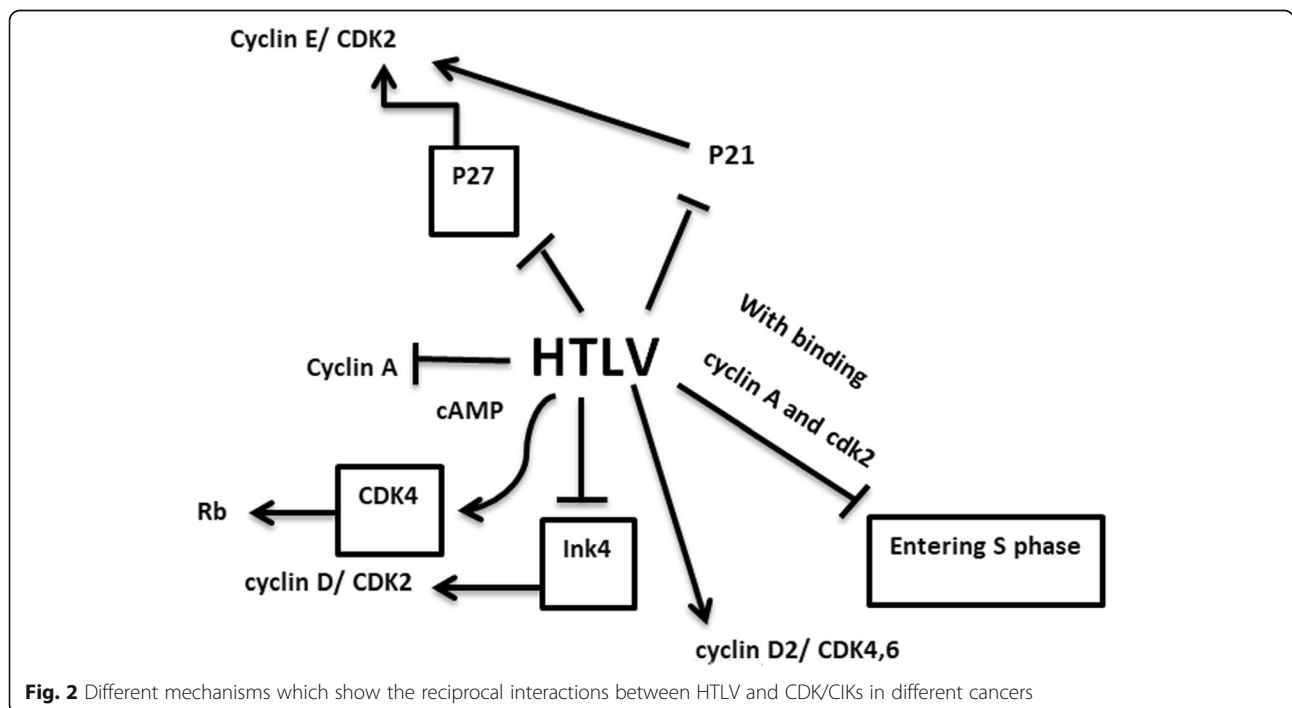 Cyclin E/ CDK2
P21
P27
With binding
cyclin A and cdk2
HTLV
Cyclin A
cAMP
CDK4
Rb
Ink4
Entering S phase
cyclin D/ CDK2
cyclin D2/ CDK4,6
Fig. 2 Different mechanisms which show the reciprocal interactions between HTLV and CDK/CIKs in different cancers